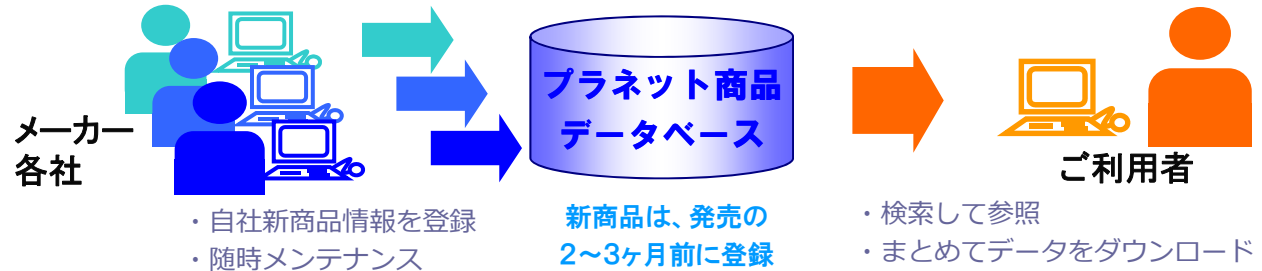 メーカー
各社
・自社新商品情報を登録
・随時メンテナンス
プラネット商品
データベース
新商品は、発売の
2～3ヶ月前に登録
ご利用者
・検索して参照
・まとめてデータをダウンロード